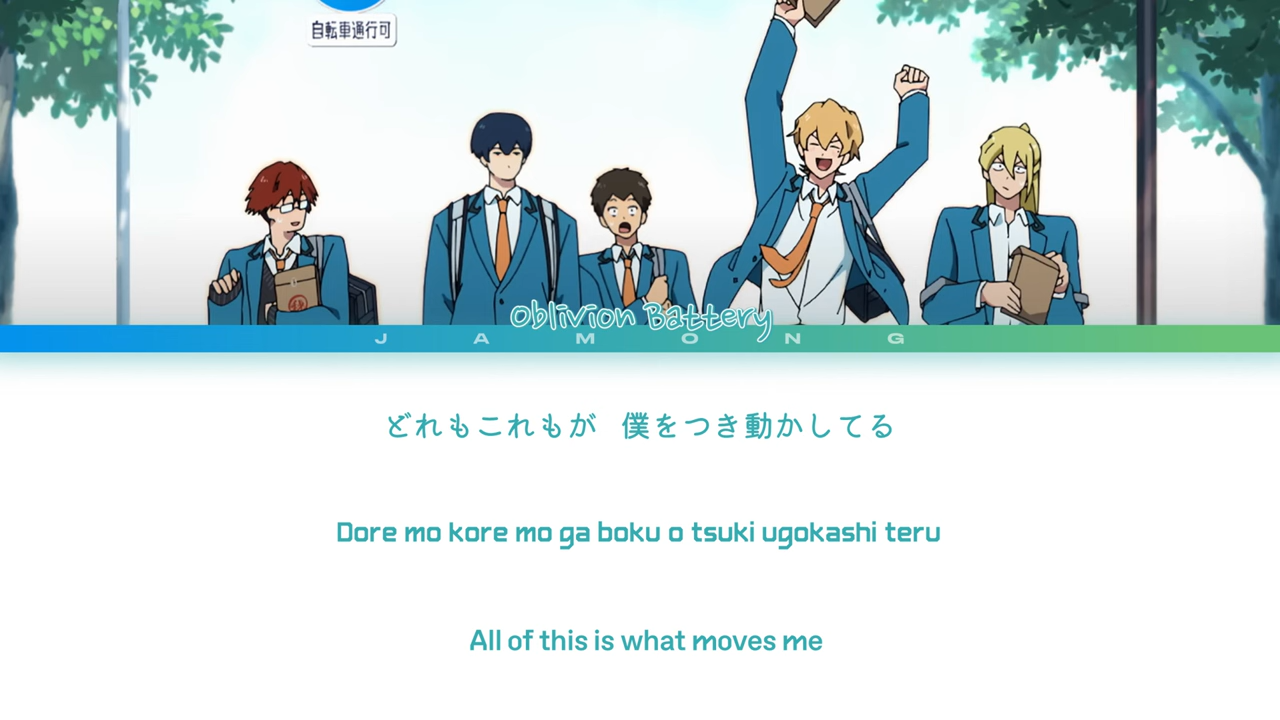 自転車通行可
Oblivion Battery
JAMONG
どれもこれもが 僕をつき動かしてる
Dore mo kore mo ga boku o tsuki ugokashi teru
All of this is what moves me